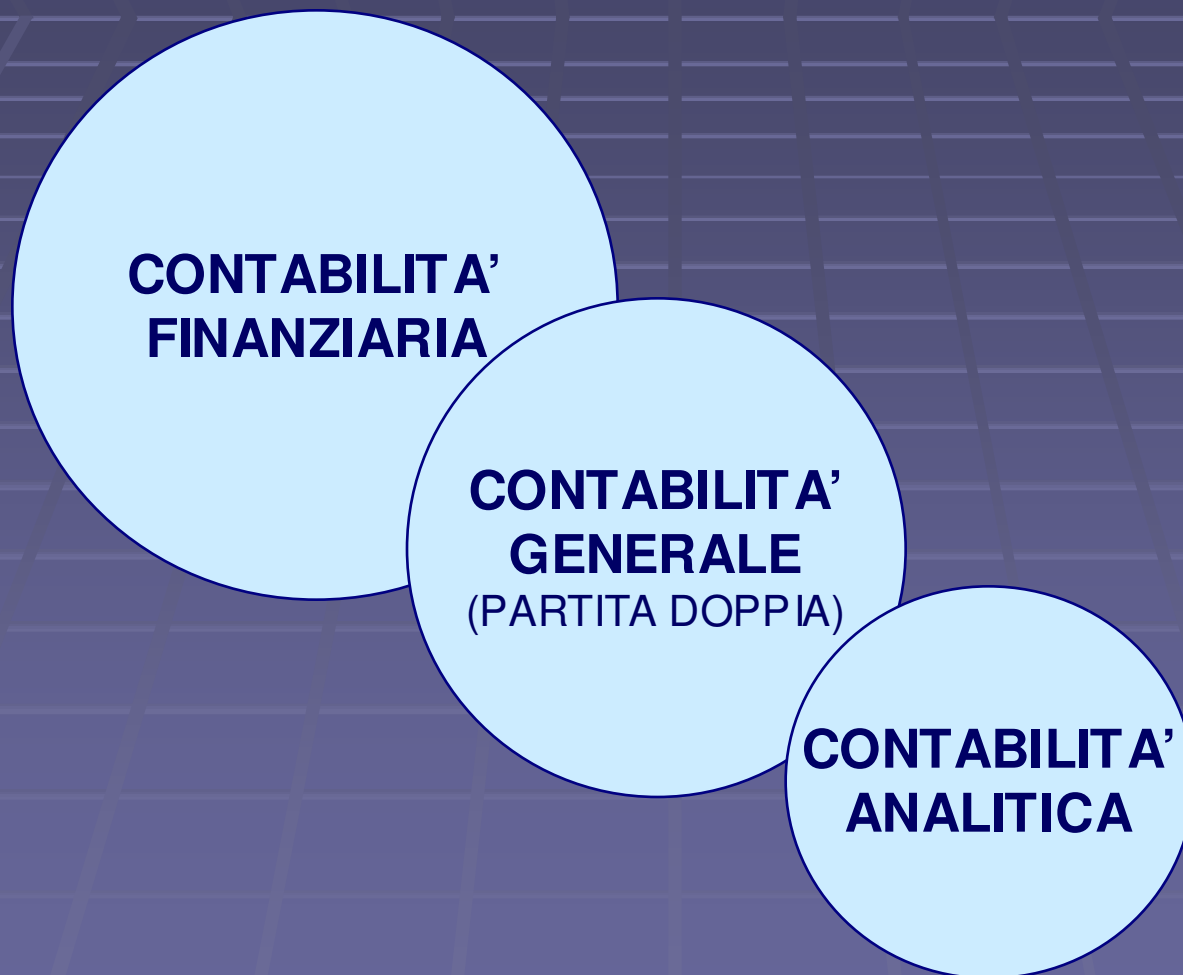 CONTABILITA’
FINANZIARIA
CONTABILITA’
GENERALE
(PARTITA DOPPIA)
CONTABILITA’
ANALITICA